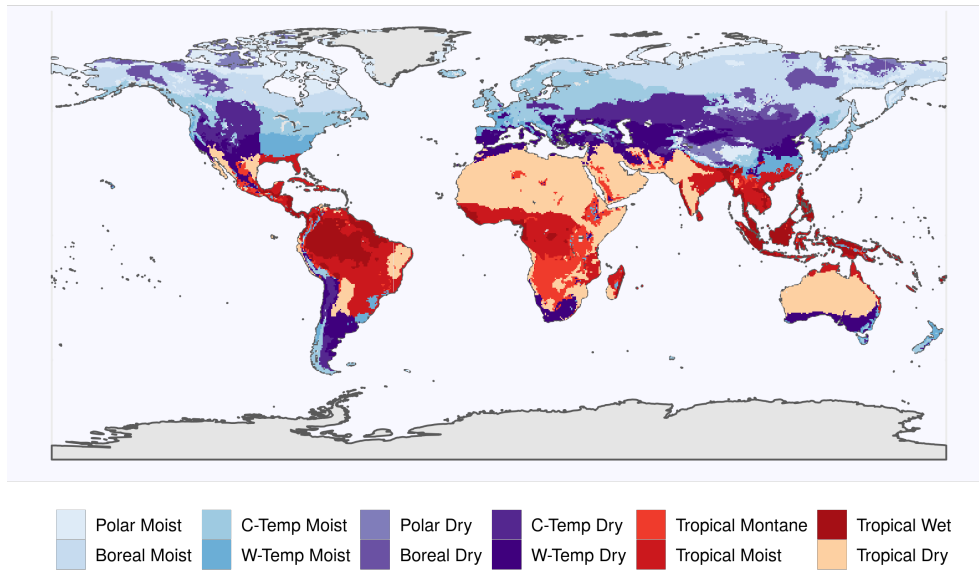 Polar Moist C-Temp Moist Polar Dry C-Temp Dry Tropical Montane Tropical Wet
Boreal Moist W-Temp Moist Boreal Dry W-Temp Dry Tropical Moist Tropical Dry